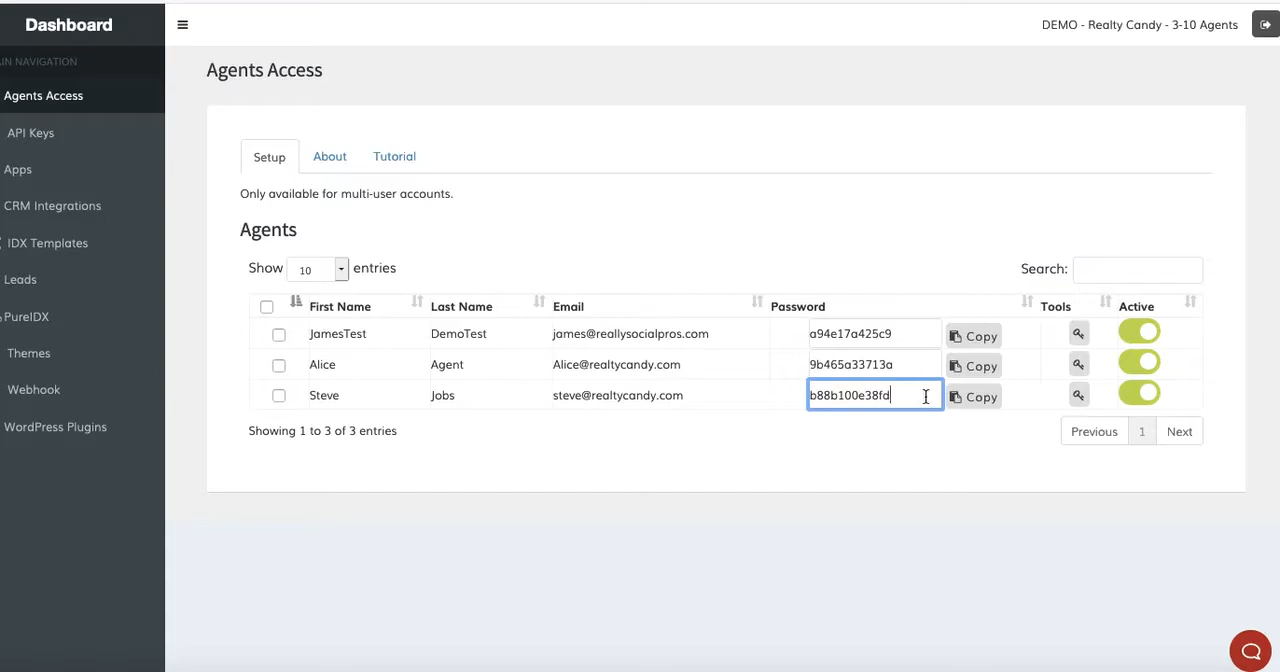 Dashboard
DEMO - Realty Candy - 3-10 Agents
IN NAVIGATION
Agents Access
API Keys
Apps
CRM Integrations
IDX Templates
Leads
PureIDX
Themes
Webhook
WordPress Plugins
Agents Access
Setup About Tutorial
Only available for multi-user accounts.
Agents
Show 10 entries Search:
First Name Last Name Email Password Tools Active
JamesTest DemoTest james@reallysocialpros.com a94e17a425c9 Copy
Alice Agent Alice@realtycandy.com 9b465a33713a Copy
Steve Jobs steve@realtycandy.com b88b100e38fd Copy
Showing 1 to 3 of 3 entries Previous 1 Next